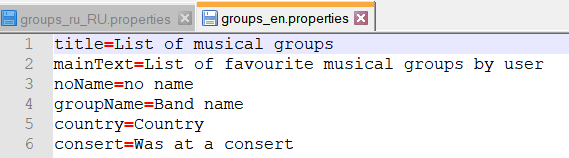 groups_ru_RU.properties groups_en.properties
1 title=List of musical groups
2 mainText=List of favourite musical groups by user
3 noName=no name
4 groupName=Band name
5 country=Country
6 consert=Was at a consert